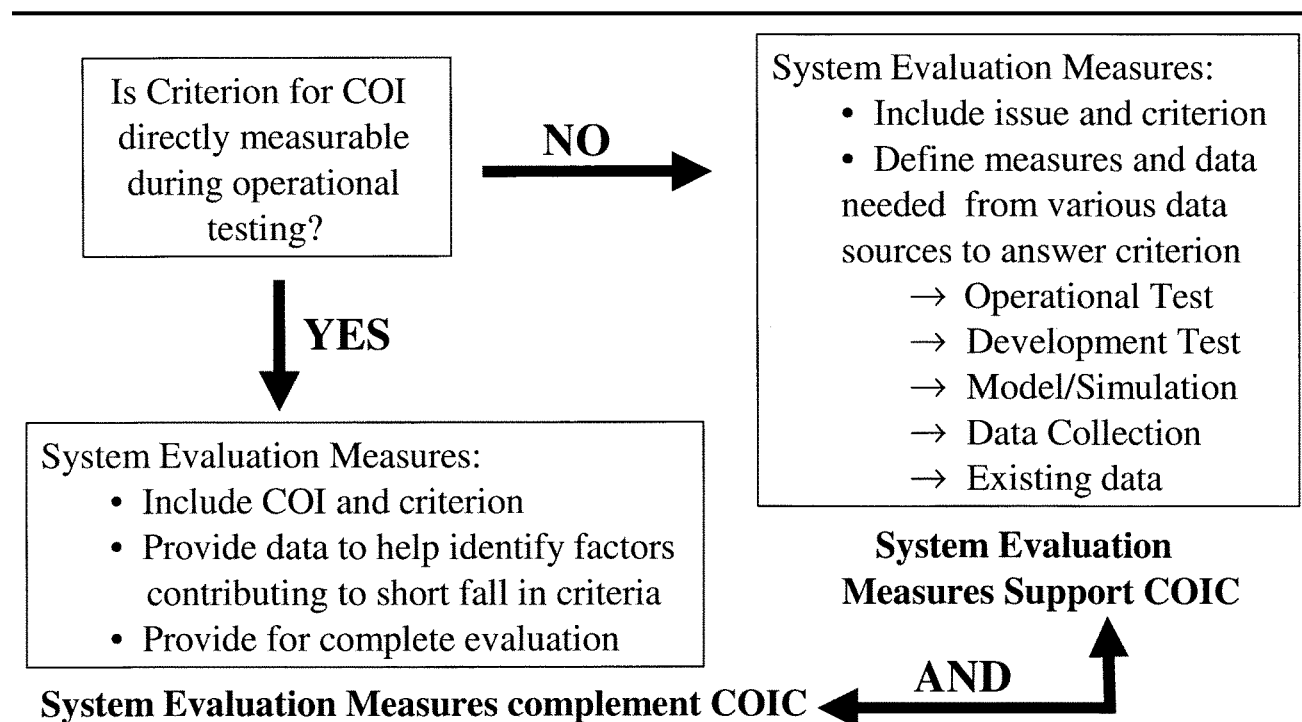 Is Criterion for COI
directly measurable
during operational
testing?
NO
System Evaluation Measures:
• Include issue and criterion
• Define measures and data
needed from various data
sources to answer criterion
→ Operational Test
→ Development Test
→ Model/Simulation
→ Data Collection
→ Existing data
System Evaluation
Measures Support COIC
YES
System Evaluation Measures:
• Include COI and criterion
• Provide data to help identify factors
contributing to short fall in criteria
• Provide for complete evaluation
System Evaluation Measures complement COIC
AND